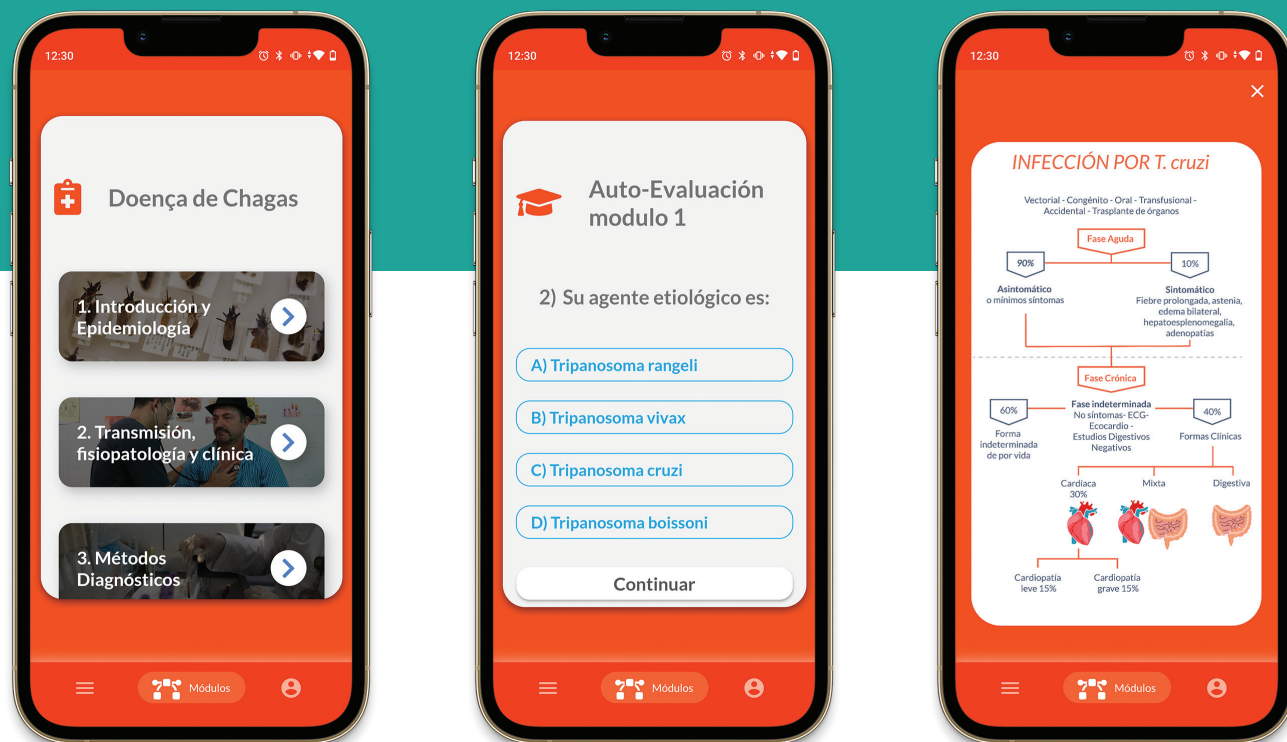 12:30
Doença de Chagas
1. Introducción y
Epidemiología
2. Transmisión,
fisiopatología y clínica
3. Métodos
Diagnósticos
Módulos
12:30
Auto-Evaluación
modulo 1
2) Su agente etiológico es:
A) Tripanosoma rangeli
B) Tripanosoma vivax
C) Tripanosoma cruzi
D) Tripanosoma boissoni
Continuar
Módulos
12:30
INFECCIÓN POR T. cruzi
Vectorial - Congénito - Oral - Transfusional -
Accidental - Trasplante de órganos
Fase Aguda
90%
10%
Asintomático
o mínimos síntomas
Sintomático
Fiebre prolongada, astenia,
edema bilateral,
hepatoesplenomegalia,
adenopatías
Fase Crónica
60%
Forma
indeterminada
de por vida
Fase indeterminada
No síntomas- ECG-
Ecocardio -
Estudios Digestivos
Negativos
40%
Formas Clínicas
Cardíaca
30%
Mixta
Digestiva
Cardiopatía
leve 15%
Cardiopatía
grave 15%
Módulos